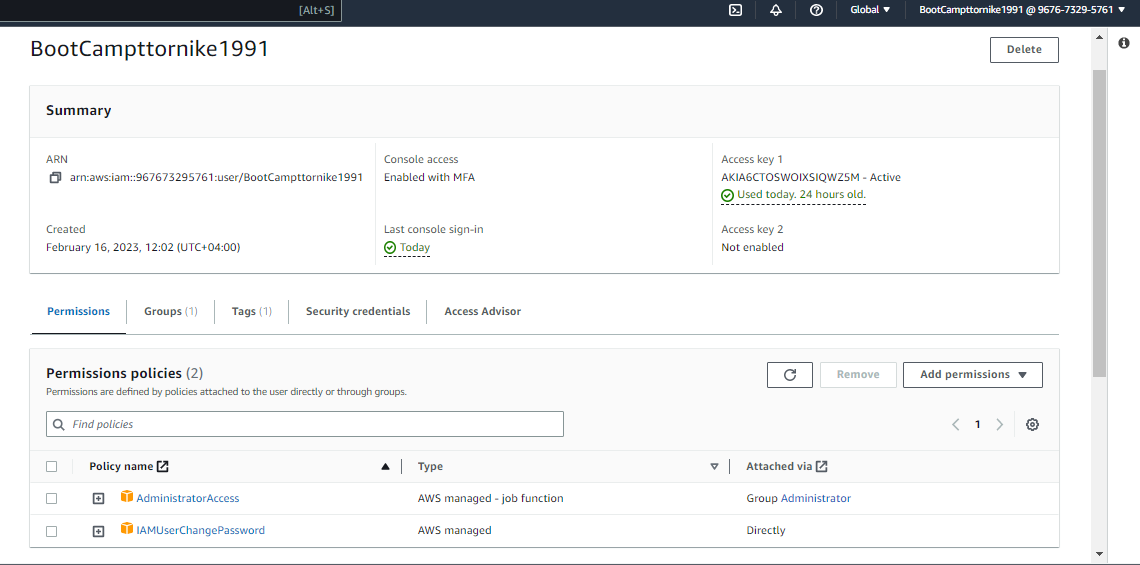 [Alt+S] Global BootCampttornike1991 @ 9676-7329-5761
BootCampttornike1991 Delete
Summary
ARN Console access Access key 1
arn:aws:iam::967673295761:user/BootCampttornike1991 Enabled with MFA AKIA6CTOSWOIXSIQWZ5M - Active
Used today. 24 hours old.
Created Last console sign-in Access key 2
February 16, 2023, 12:02 (UTC+04:00) Today Not enabled
Permissions Groups (1) Tags (1) Security credentials Access Advisor
Permissions policies (2) Remove Add permissions
Permissions are defined by policies attached to the user directly or through groups.
Find policies 1
Policy name Type Attached via
AdministratorAccess AWS managed - job function Group Administrator
IAMUserChangePassword AWS managed Directly